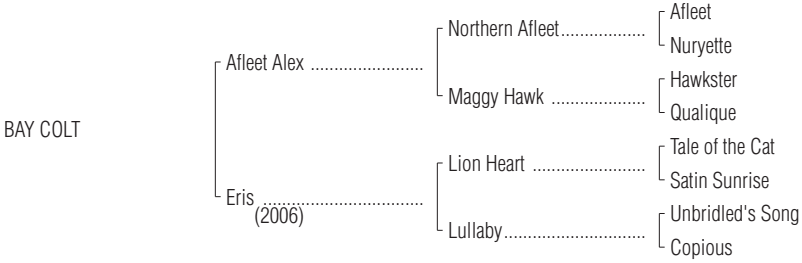 Afleet
Northern Afleet...................
Nuryette
Afleet Alex ........................
Hawkster
Maggy Hawk ....................
Qualique
BAY COLT
Tale of the Cat
Lion Heart ........................
Satin Sunrise
Eris ..................................
(2006)
Unbridled's Song
Lullaby..............................
Copious